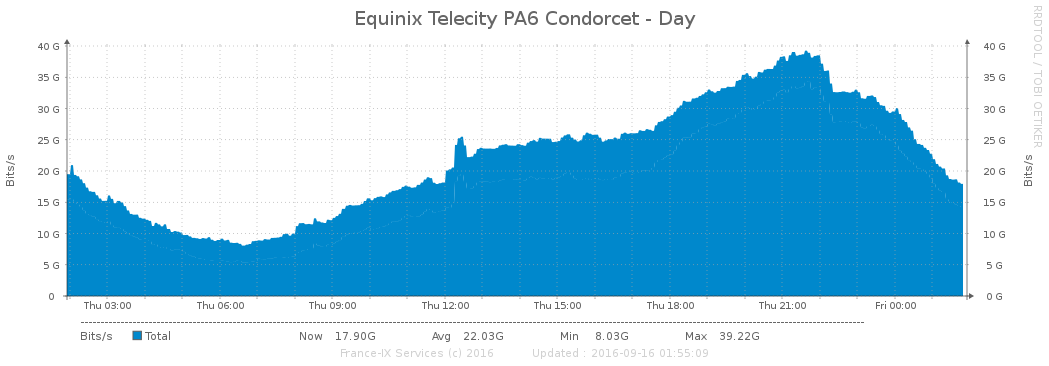 Equinix Telecity PA6 Condorcet - Day
RRDTOOL / TOBI OETIKER
Bits/s
40 G
35 G
30 G
25 G
20 G
15 G
10 G
5 G
0
40 G
35 G
30 G
25 G
20 G
15 G
10 G
5 G
0 G
Bits/s
Thu 03:00 Thu 06:00 Thu 09:00 Thu 12:00 Thu 15:00 Thu 18:00 Thu 21:00 Fri 00:00
Bits/s Total Now 17.90G Avg 22.03G Min 8.03G Max 39.22G
France-IX Services (c) 2016 Updated : 2016-09-16 01:55:09